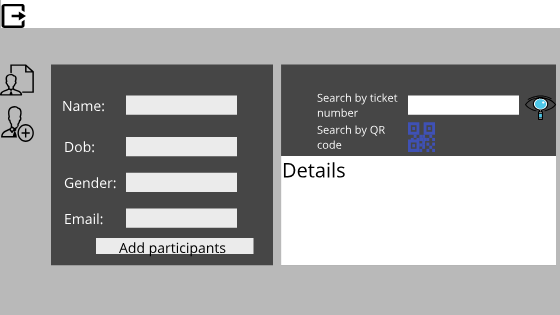 Name:
Dob:
Gender:
Email:
Add participants
Search by ticket
number
Search by QR
code
Details